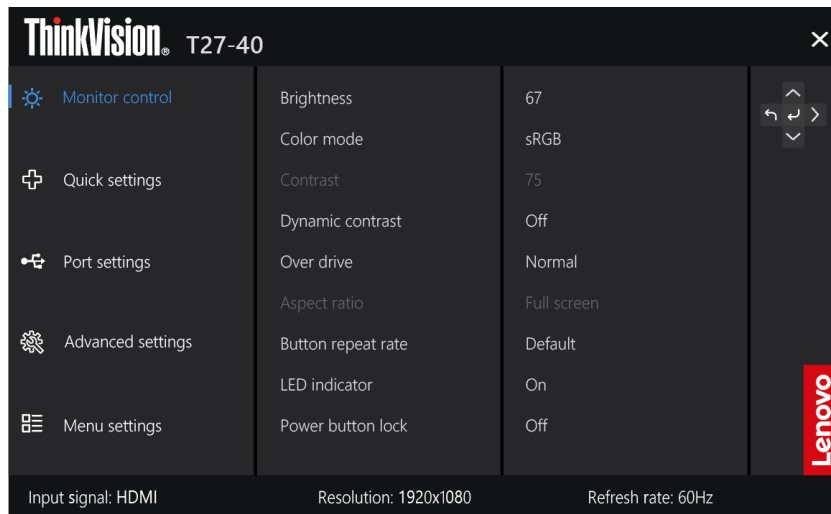 ThinkVision® T27-40
Monitor control
Quick settings
Port settings
Advanced settings
Menu settings
Brightness 67
Color mode sRGB
Contrast 75
Dynamic contrast Off
Over drive Normal
Aspect ratio Full screen
Button repeat rate Default
LED indicator On
Power button lock Off
Lenovo
Input signal: HDMI Resolution: 1920x1080 Refresh rate: 60Hz